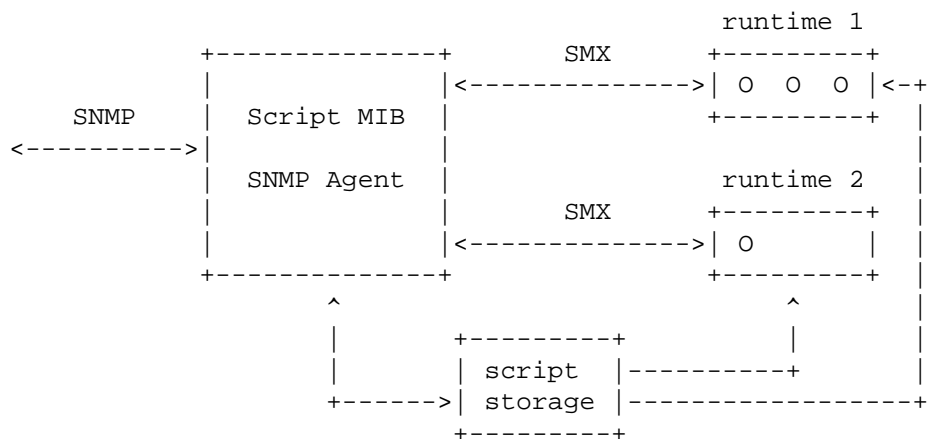 runtime 1
SMX
O O O
SNMP
Script MIB
SNMP Agent
runtime 2
SMX
O
script
storage